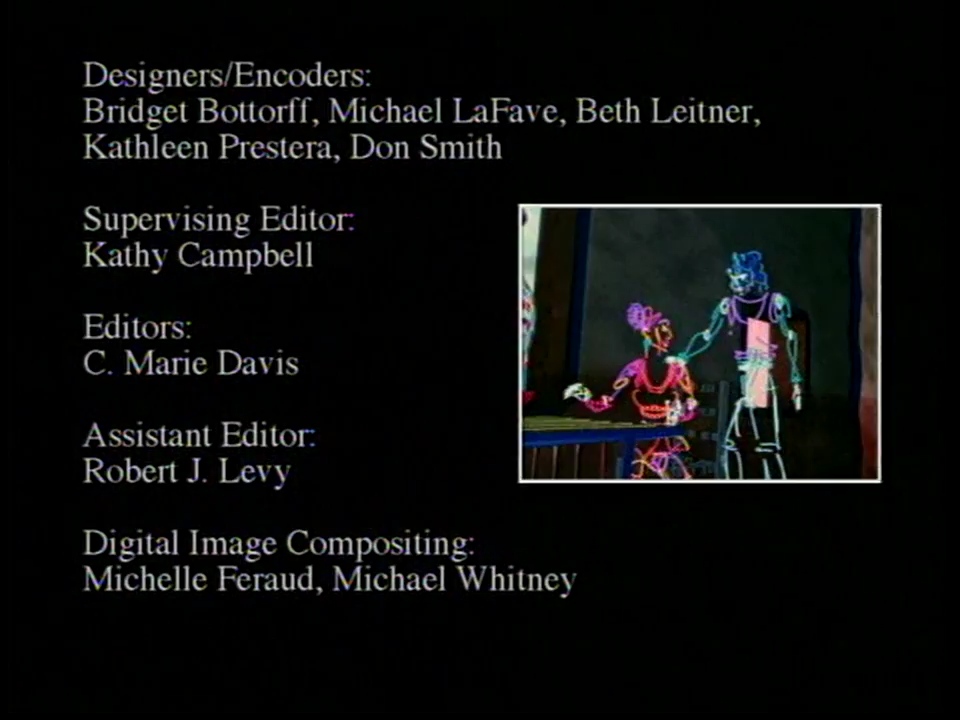 Designers/Encoders:
Bridget Bottorff, Michael LaFave, Beth Leitner,
Kathleen Prestera, Don Smith
Supervising Editor:
Kathy Campbell
Editors:
C. Marie Davis
Assistant Editor:
Robert J. Levy
Digital Image Compositing:
Michelle Feraud, Michael Whitney